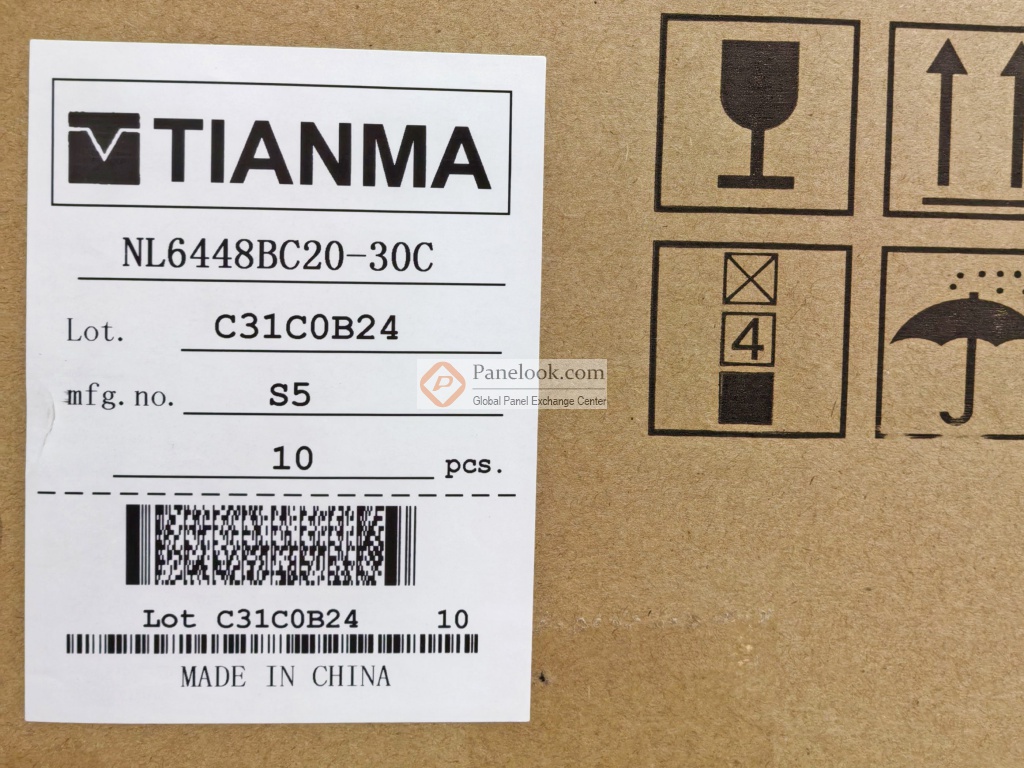 TIANMA
NL6448BC20-30C
Lot. C31C0B24
mfg.no. S5
10 pcs.
Lot C31C0B24 10
MADE IN CHINA
4
Panelook.com
Global Panel Exchange Center